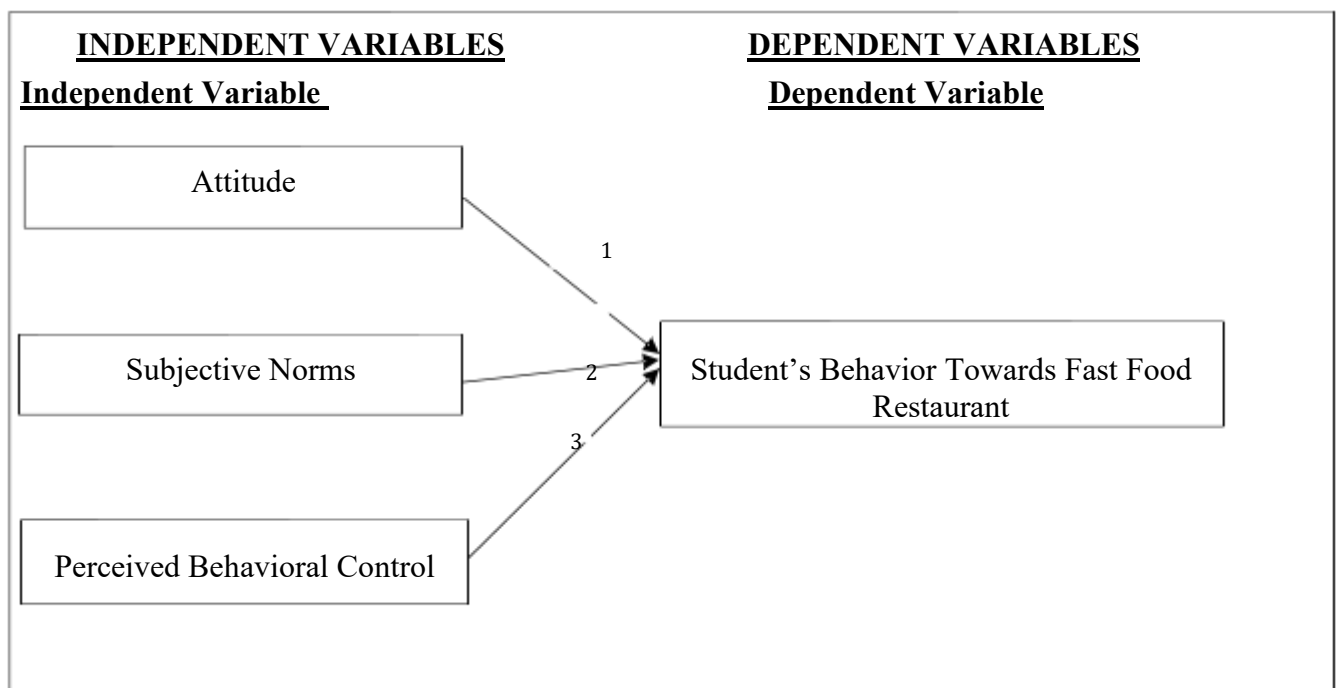 INDEPENDENT VARIABLES
DEPENDENT VARIABLES
Independent Variable
Dependent Variable
Attitude
1
Subjective Norms
2
Student’s Behavior Towards Fast Food
Restaurant
3
Perceived Behavioral Control